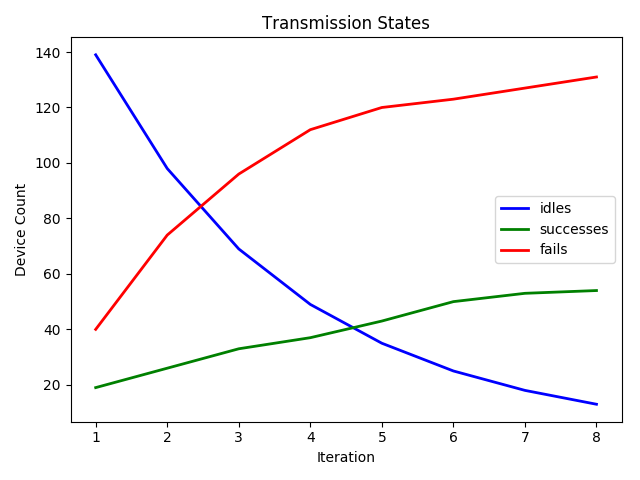 Transmission States
Device Count
140
120
100
80
60
40
20
idles
successes
fails
1 2 3 4 5 6 7 8
Iteration